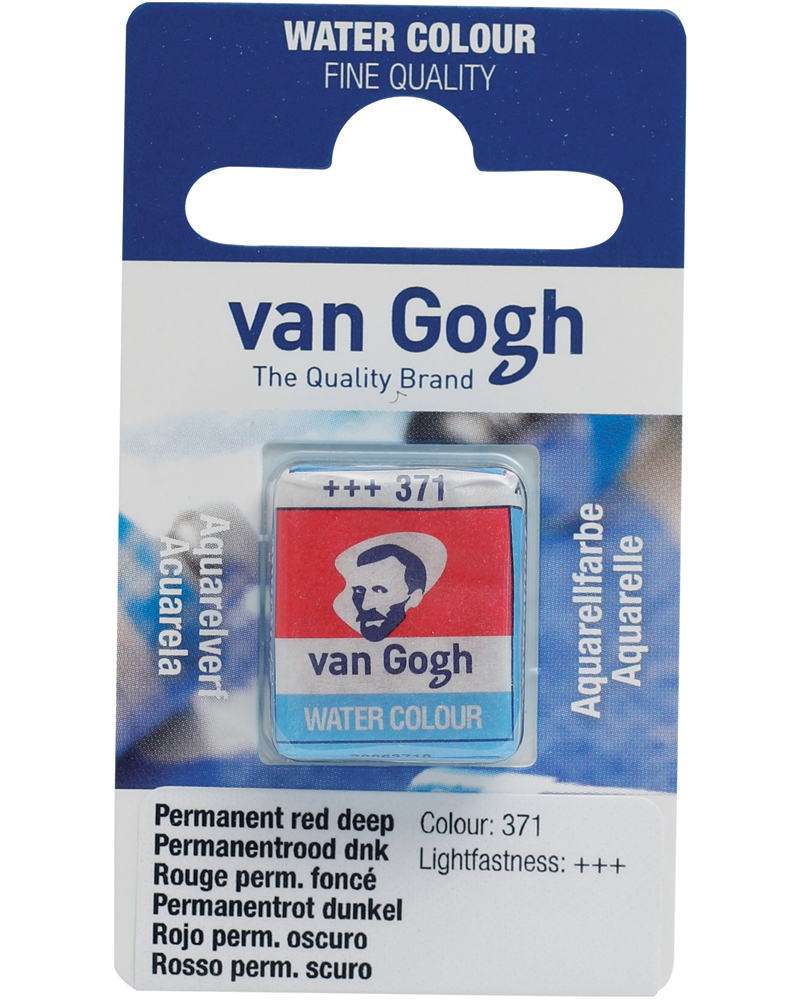 WATER COLOUR
FINE QUALITY
van Gogh
The Quality Brand
Aquarelverf
Acuarela
+++ 371
van Gogh
WATER COLOUR
Aquarellfarbe
Aquarelle
Permanent red deep
Permanentrood dnk
Rouge perm. foncé
Permanentrot dunkel
Rojo perm. oscuro
Rosso perm. scuro
Colour: 371
Lightfastness: +++